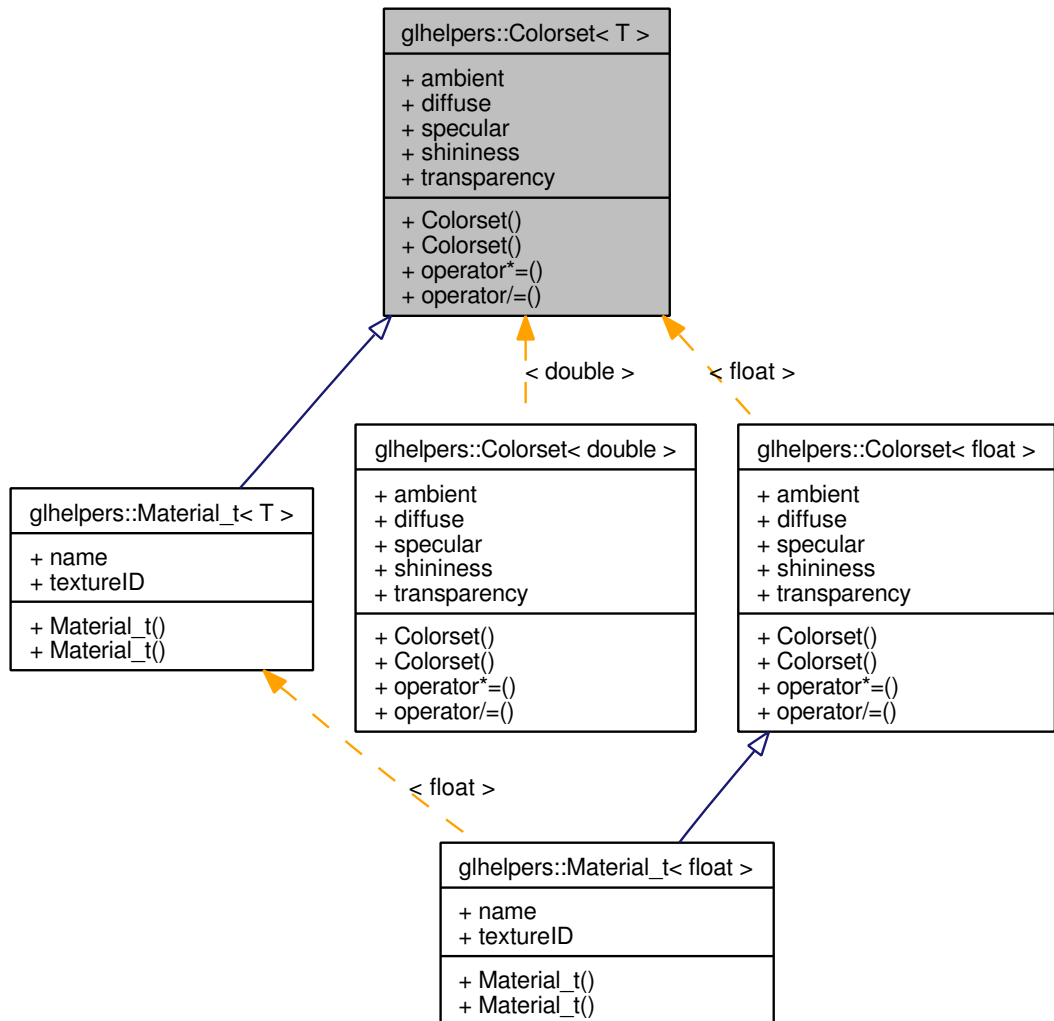 glhelpers::Colorset< T >
+ ambient
+ diffuse
+ specular
+ shininess
+ transparency
+ Colorset()
+ Colorset()
+ operator*=()
+ operator/=()
< double >
< float >
glhelpers::Material_t< T >
+ name
+ textureID
+ Material_t()
+ Material_t()
glhelpers::Colorset< double >
+ ambient
+ diffuse
+ specular
+ shininess
+ transparency
+ Colorset()
+ Colorset()
+ operator*=()
+ operator/=()
glhelpers::Colorset< float >
+ ambient
+ diffuse
+ specular
+ shininess
+ transparency
+ Colorset()
+ Colorset()
+ operator*=()
+ operator/=()
< float >
glhelpers::Material_t< float >
+ name
+ textureID
+ Material_t()
+ Material_t()